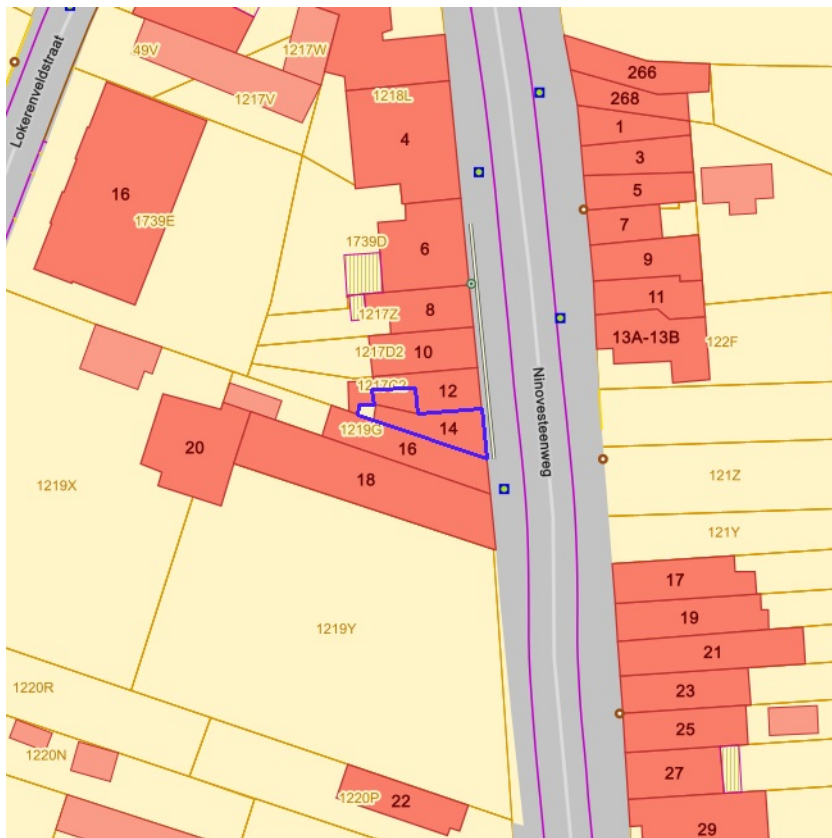 Lokerenveldstraat
49V
1217W
1217V
1218L
4
16
1739E
1739D
6
1217Z
8
1217D2
10
1217C2
12
14
1219G
16
18
20
1219X
1219Y
1220R
1220N
1220P
22
Ninovesteenweg
266
268
1
3
5
7
9
11
13A-13B
122F
121Z
121Y
17
19
21
23
25
27
29